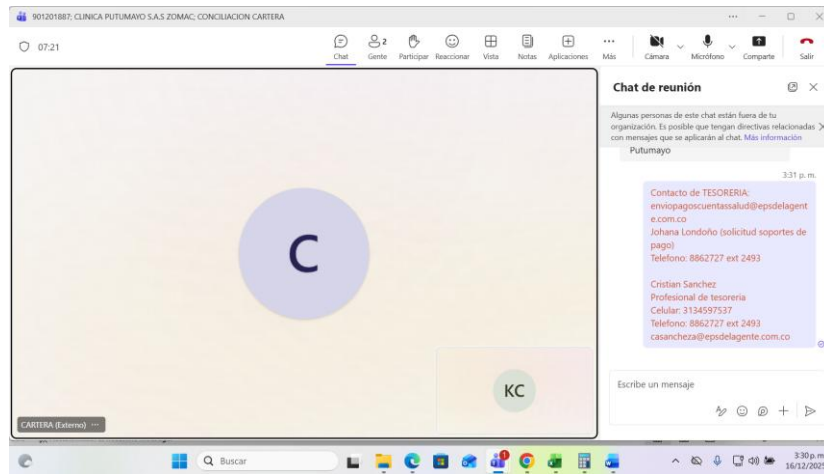 901201887; CLINICA PUTUMAYO S.A.S ZOMAC; CONCILIACION CARTERA
07:21
Chat
Gente 2
Participar
Reaccionar
Vista
Notas
Aplicaciones
Más
Cámara
Micrófono
Comparte
Salir
C
KC
CARTERA (Externo)
Chat de reunión
Algunas personas de este chat están fuera de tu
organización. Es posible que tengan directivas relacionadas
con mensajes que se aplicarán al chat. Más información
Putumayo
3:31 p. m.
Contacto de TESORERIA:
enviopagoscuentassalud@epsdelagent
e.com.co
Johana Londoño (solicitud soportes de
pago)
Telefono: 8862727 ext 2493
Cristian Sanchez
Profesional de tesoreria
Celular: 3134597537
Telefono: 8862727 ext 2493
casancheza@epsdelagente.com.co
Escribe un mensaje
Buscar
3:30 p. m.
16/12/2025